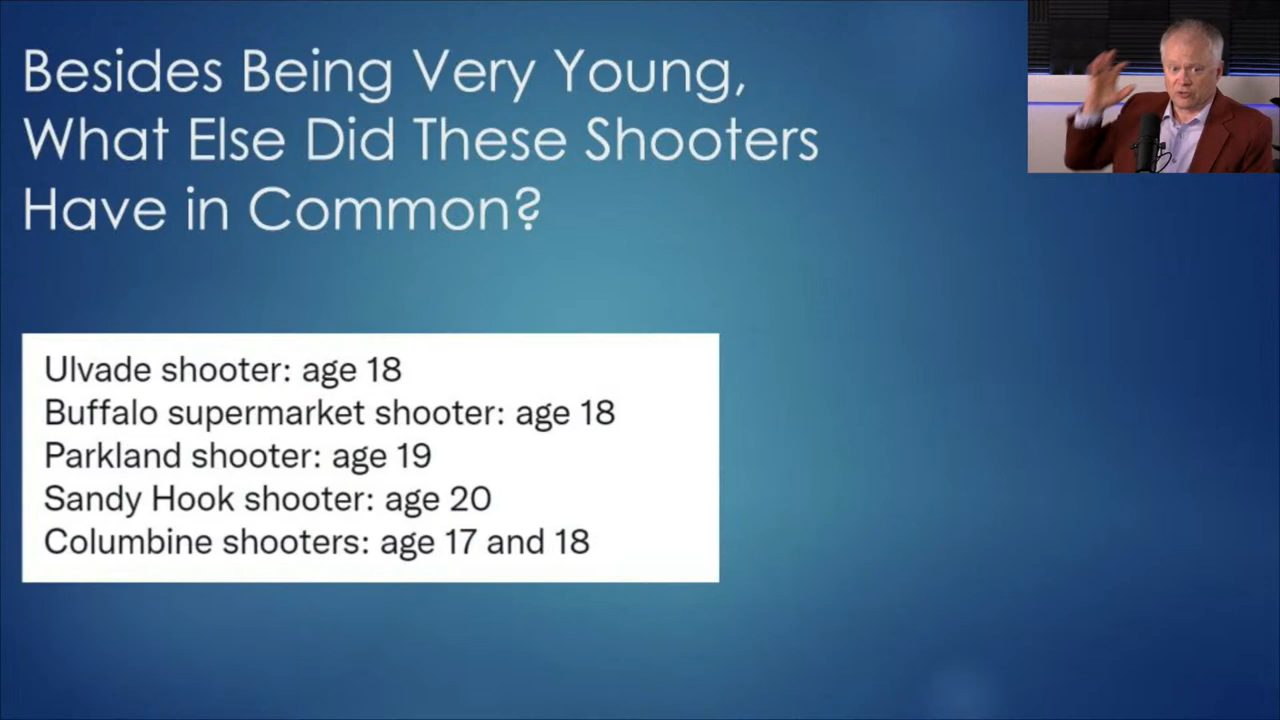 Besides Being Very Young,
What Else Did These Shooters
Have in Common?
Ulvade shooter: age 18
Buffalo supermarket shooter: age 18
Parkland shooter: age 19
Sandy Hook shooter: age 20
Columbine shooters: age 17 and 18